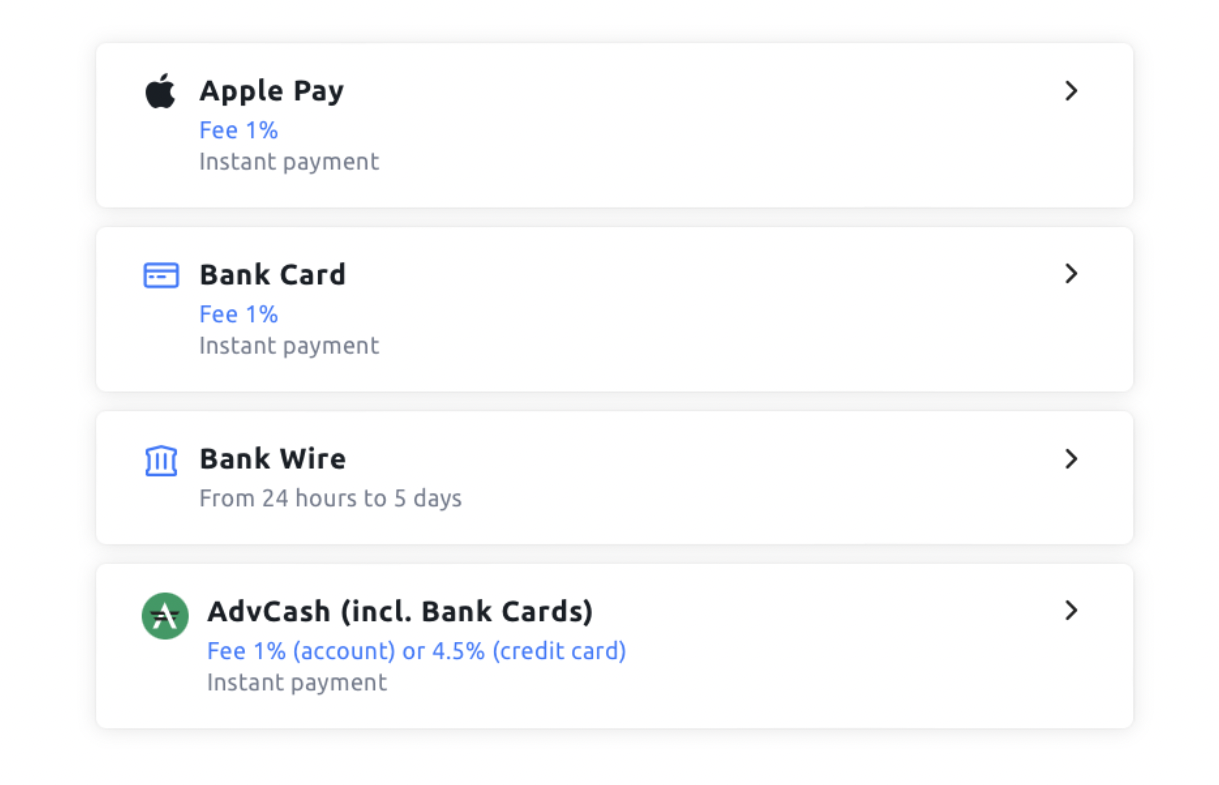 Apple Pay
Fee 1%
Instant payment
Bank Card
Fee 1%
Instant payment
Bank Wire
From 24 hours to 5 days
AdvCash (incl. Bank Cards)
Fee 1% (account) or 4.5% (credit card)
Instant payment